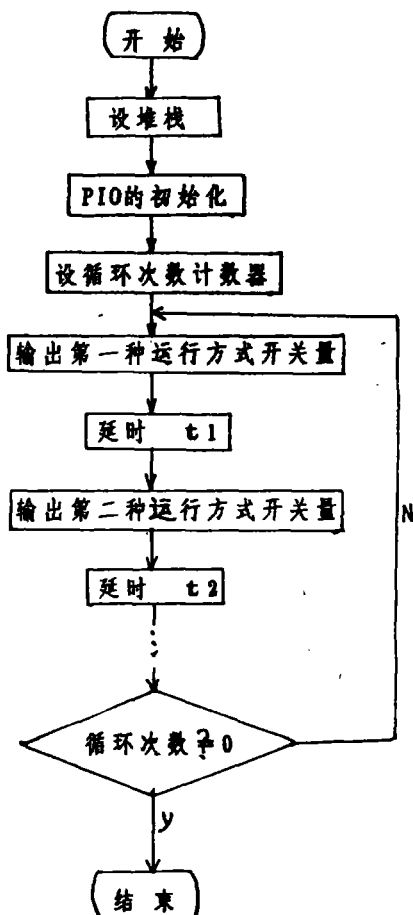 开始
设堆栈
PIO的初始化
设循环次数计数器
输出第一种运行方式开关量
延时 t1
输出第二种运行方式开关量
N
延时 t2
循环次数≟0
y
结束